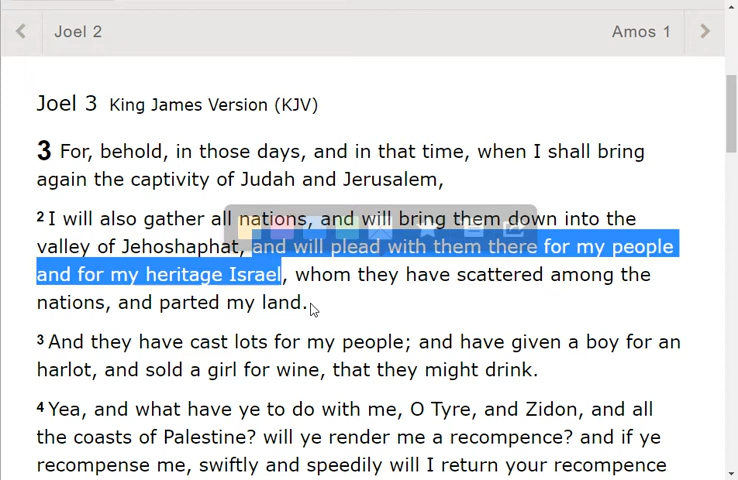 Joel 2 Amos 1
Joel 3 King James Version (KJV)
3 For, behold, in those days, and in that time, when I shall bring
again the captivity of Judah and Jerusalem,
2 I will also gather all nations, and will bring them down into the
valley of Jehoshaphat, and will plead with them there for my people
and for my heritage Israel, whom they have scattered among the
nations, and parted my land.
3 And they have cast lots for my people; and have given a boy for an
harlot, and sold a girl for wine, that they might drink.
4 Yea, and what have ye to do with me, O Tyre, and Zidon, and all
the coasts of Palestine? will ye render me a recompence? and if ye
recompense me, swiftly and speedily will I return your recompence